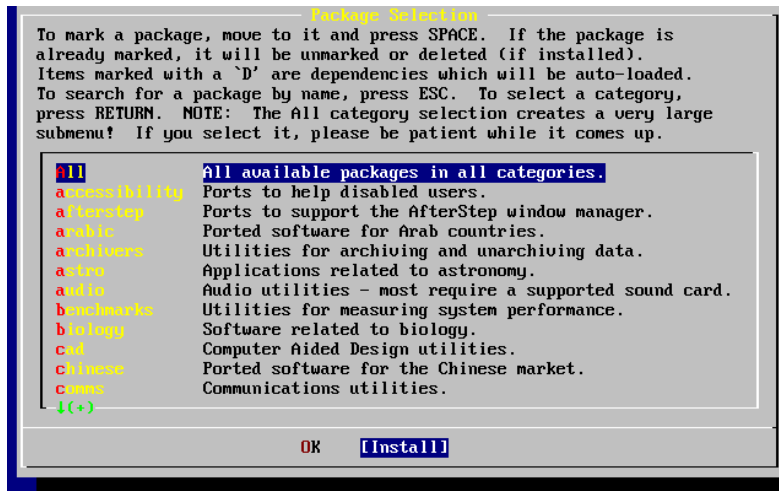 Package Selection
To mark a package, move to it and press SPACE.  If the package is
already marked, it will be unmarked or deleted (if installed).
Items marked with a `D' are dependencies which will be auto-loaded.
To search for a package by name, press ESC.  To select a category,
press RETURN.  NOTE:  The All category selection creates a very large
submenu!  If you select it, please be patient while it comes up.
All All available packages in all categories.
accessibility Ports to help disabled users.
afterstep Ports to support the AfterStep window manager.
arabic Ported software for Arab countries.
archivers Utilities for archiving and unarchiving data.
astro Applications related to astronomy.
audio Audio utilities - most require a supported sound card.
benchmarks Utilities for measuring system performance.
biology Software related to biology.
cad Computer Aided Design utilities.
chinese Ported software for the Chinese market.
comms Communications utilities.
↓(+)
OK [Install]